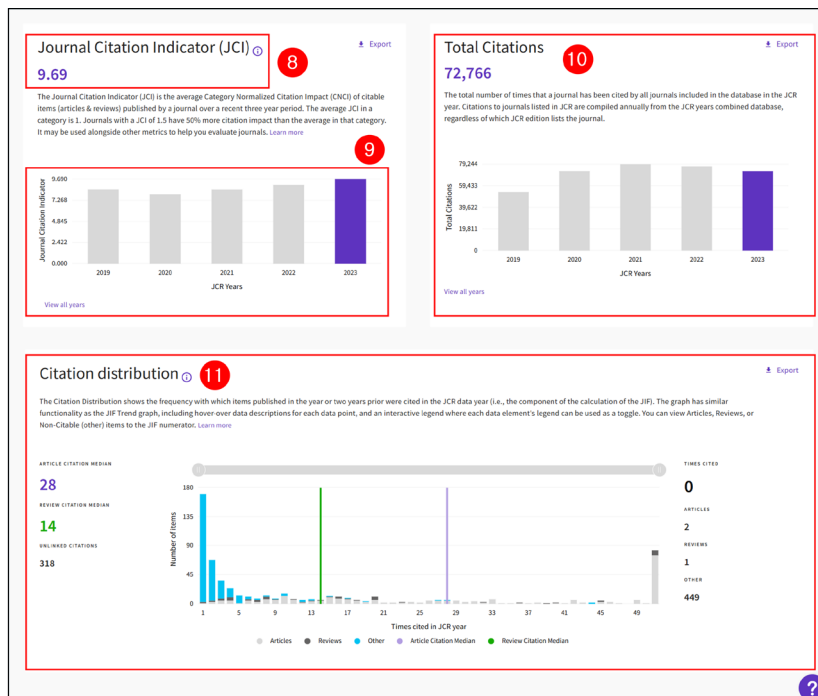 Journal Citation Indicator (JCI)
8
Export
9.69
The Journal Citation Indicator (JCI) is the average Category Normalized Citation Impact (CNCI) of citable
items (articles & reviews) published by a journal over a recent three year period. The average JCI in a
category is 1. Journals with a JCI of 1.5 have 50% more citation impact than the average in that category.
It may be used alongside other metrics to help you evaluate journals. Learn more
9
Journal Citation Indicator
9.690
7.268
4.845
2.422
0.000
2019 2020 2021 2022 2023
JCR Years
View all years
Total Citations
10
Export
72,766
The total number of times that a journal has been cited by all journals included in the database in the JCR
year. Citations to journals listed in JCR are compiled annually from the JCR years combined database,
regardless of which JCR edition lists the journal.
Total Citations
79,244
59,433
39,622
19,811
0
2019 2020 2021 2022 2023
JCR Years
View all years
Citation distribution
11
Export
The Citation Distribution shows the frequency with which items published in the year or two years prior were cited in the JCR data year (i.e., the component of the calculation of the JIF). The graph has similar
functionality as the JIF Trend graph, including hover-over data descriptions for each data point, and an interactive legend where each data element's legend can be used as a toggle. You can view Articles, Reviews, or
Non-Citable (other) items to the JIF numerator. Learn more
ARTICLE CITATION MEDIAN
28
REVIEW CITATION MEDIAN
14
UNLINKED CITATIONS
318
Number of items
180
135
90
45
0
1 5 9 13 17 21 25 29 33 37 41 45 49
Times cited in JCR year
Articles Reviews Other Article Citation Median Review Citation Median
TIMES CITED
0
ARTICLES
2
REVIEWS
1
OTHER
449
?